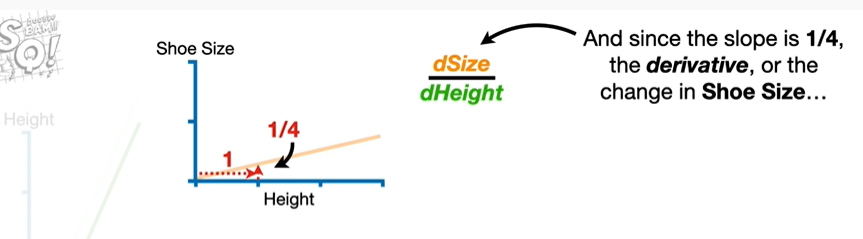 Shoe Size
1/4
1
Height
dSize
dHeight
And since the slope is 1/4,
the derivative, or the
change in Shoe Size...
Height